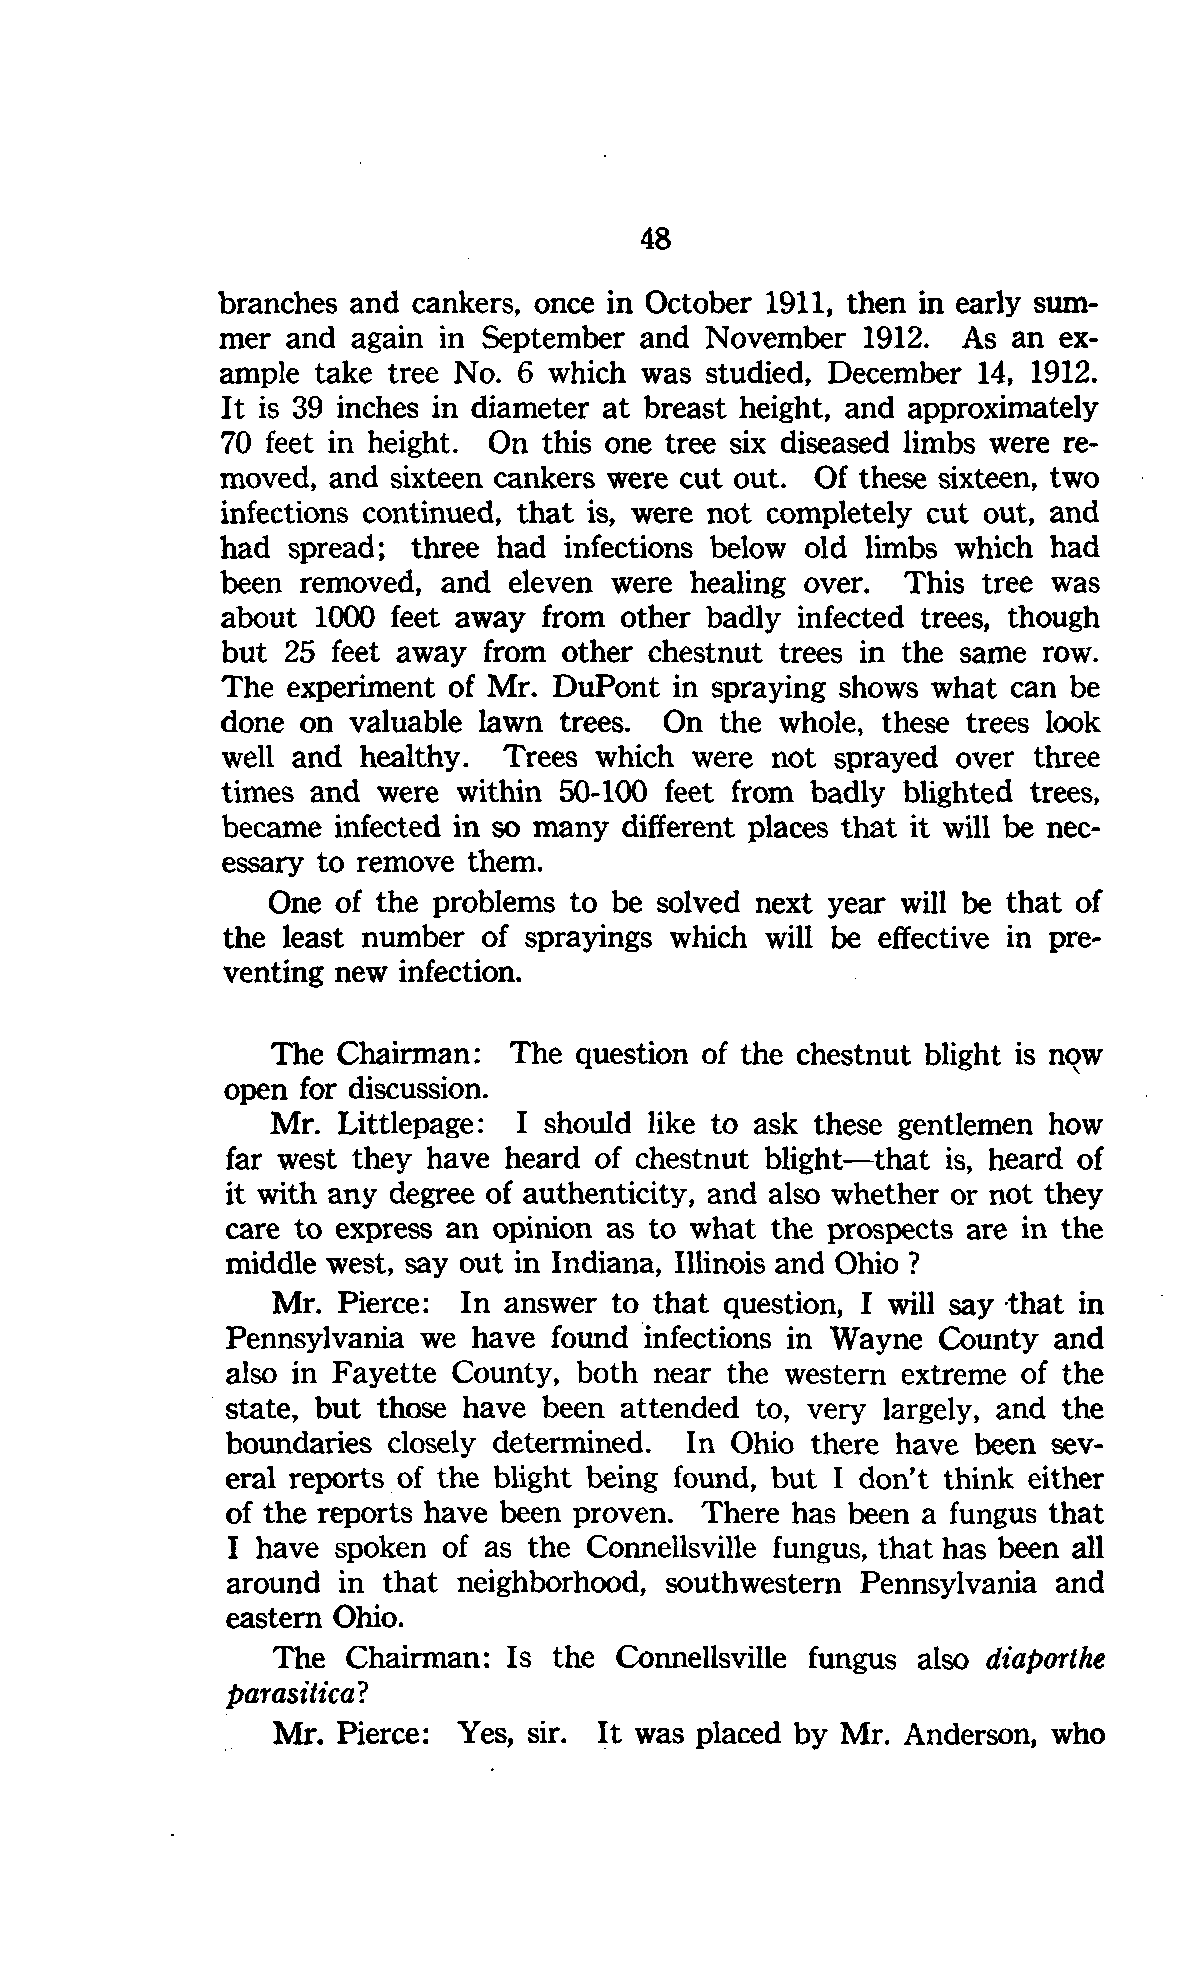 48
branches and cankers, once in October 1911, then in early sum-
mer and again in September and November 1912. As an ex-
ample take tree No. 6 which was studied, December 14, 1912.
It is 39 inches in diameter at breast height, and approximately
70 feet in height. On this one tree six diseased limbs were re-
moved, and sixteen cankers were cut out. Of these sixteen, two
infections continued, that is, were not completely cut out, and
had spread; three had infections below old limbs which had
been removed, and eleven were healing over. This tree was
about 1000 feet away from other badly infected trees, though
but 25 feet away from other chestnut trees in the same row.
The experiment of Mr. DuPont in spraying shows what can be
done on valuable lawn trees. On the whole, these trees look
well and healthy. Trees which were not sprayed over three
times and were within 50-100 feet from badly blighted trees,
became infected in so many different places that it will be nec-
essary to remove them.
One of the problems to be solved next year will be that of
the least number of sprayings which will be effective in pre-
venting new infection.
The Chairman: The question of the chestnut blight is now
open for discussion.
Mr. Littlepage: I should like to ask these gentlemen how
far west they have heard of chestnut blight—that is, heard of
it with any degree of authenticity, and also whether or not they
care to express an opinion as to what the prospects are in the
middle west, say out in Indiana, Illinois and Ohio ?
Mr. Pierce: In answer to that question, I will say that in
Pennsylvania we have found infections in Wayne County and
also in Fayette County, both near the western extreme of the
state, but those have been attended to, very largely, and the
boundaries closely determined. In Ohio there have been sev-
eral reports of the blight being found, but I don't think either
of the reports have been proven. There has been a fungus that
I have spoken of as the Connellsville fungus, that has been all
around in that neighborhood, southwestern Pennsylvania and
eastern Ohio.
The Chairman: Is the Connellsville fungus also diaporthe
parasitica?
Mr. Pierce: Yes, sir. It was placed by Mr. Anderson, who